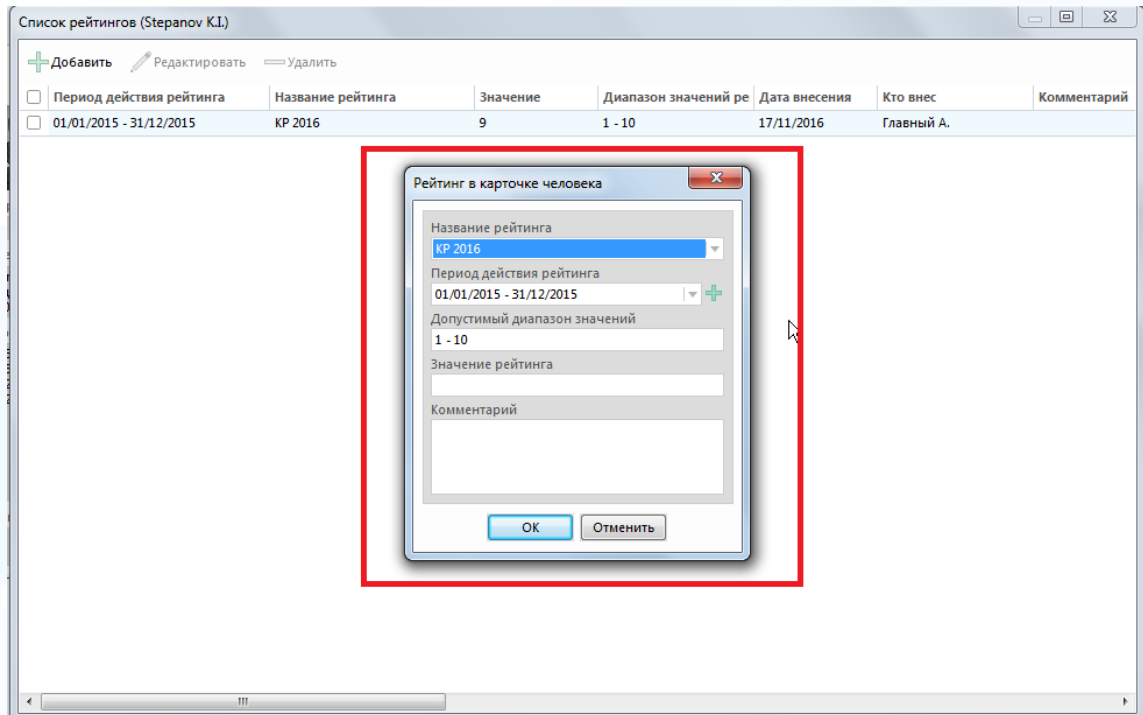 Список рейтингов (Stepanov K.I.)
Добавить Редактировать Удалить
Период действия рейтинга Название рейтинга Значение Диапазон значений ре Дата внесения Кто внес Комментарий
01/01/2015 - 31/12/2015 КР 2016 9 1 - 10 17/11/2016 Главный А.
Рейтинг в карточке человека
Название рейтинга
КР 2016
Период действия рейтинга
01/01/2015 - 31/12/2015
Допустимый диапазон значений
1 - 10
Значение рейтинга
Комментарий
ОК Отменить